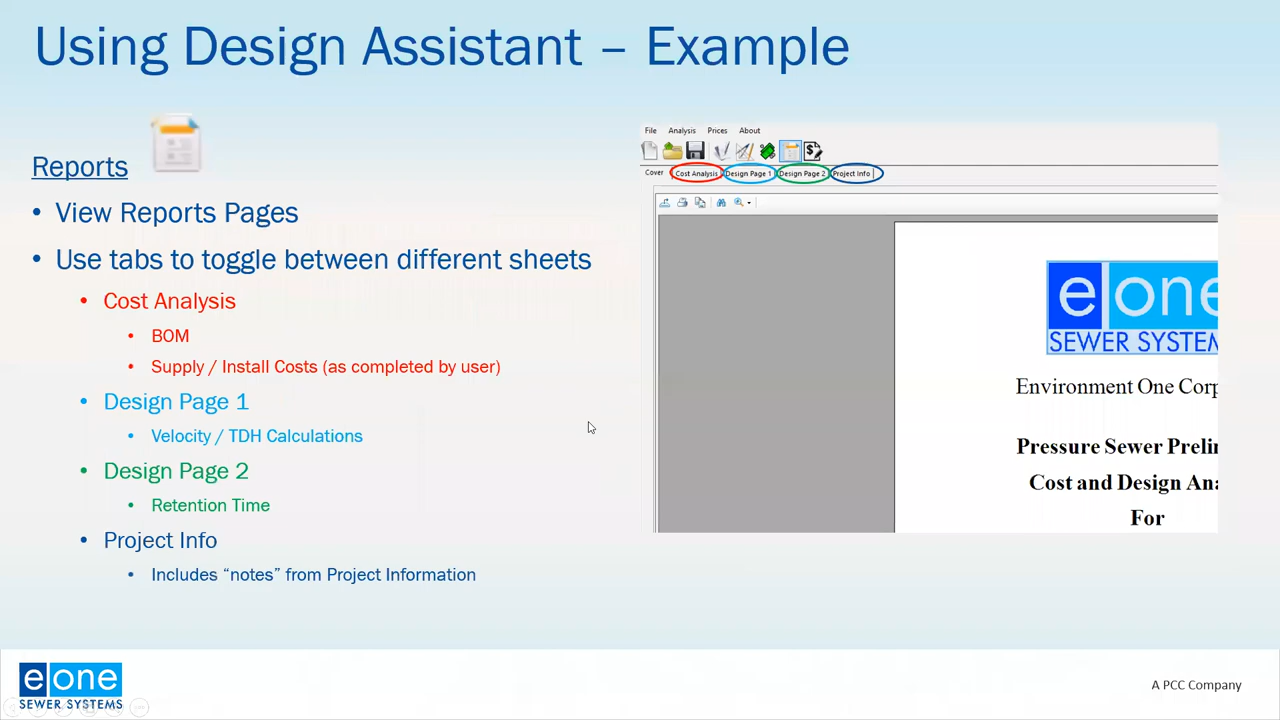 Using Design Assistant – Example
Reports
• View Reports Pages
• Use tabs to toggle between different sheets
• Cost Analysis
• BOM
• Supply / Install Costs (as completed by user)
• Design Page 1
• Velocity / TDH Calculations
• Design Page 2
• Retention Time
• Project Info
• Includes “notes” from Project Information
File Analysis Prices About
Cover Cost Analysis Design Page 1 Design Page 2 Project Info
e one
SEWER SYSTEM
Environment One Corp
Pressure Sewer Prelin
Cost and Design Ana
For
e one
SEWER SYSTEMS
A PCC Company